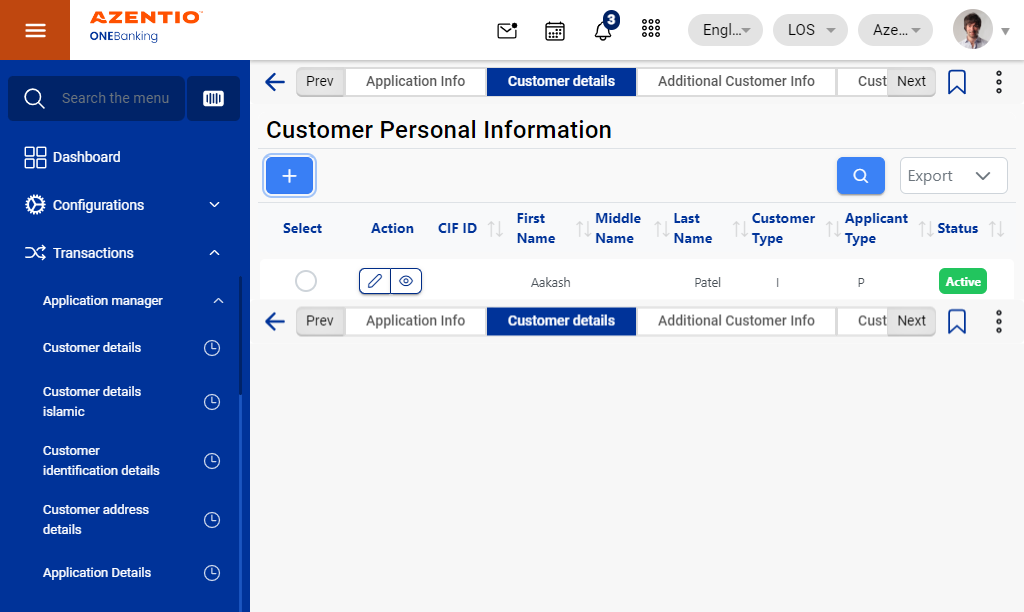 AZENTIO
ONEBanking
3
Engl...
LOS
Aze...
Search the menu
Dashboard
Configurations
Transactions
Application manager
Customer details
Customer details
islamic
Customer
identification details
Customer address
details
Application Details
Prev
Application Info
Customer details
Additional Customer Info
Cust
Next
Customer Personal Information
+
Export
Select
Action
CIF ID
First
Name
Middle
Name
Last
Name
Customer
Type
Applicant
Type
Status
Aakash
Patel
I
P
Active
Prev
Application Info
Customer details
Additional Customer Info
Cust
Next